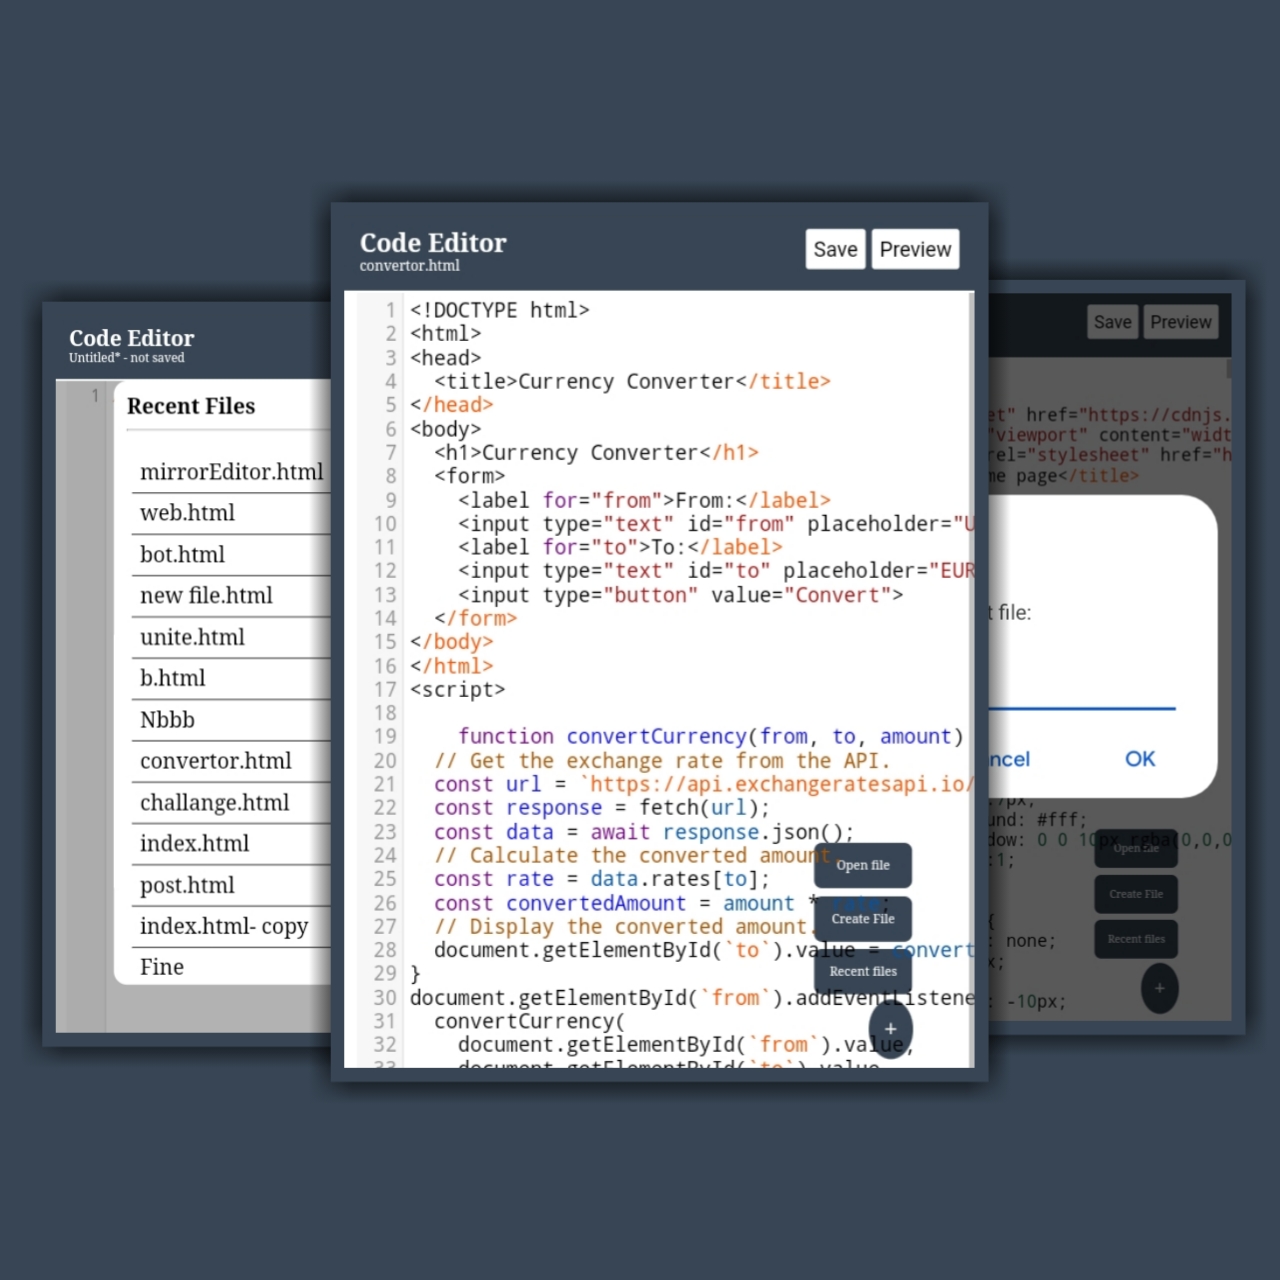 Code Editor
Untitled* - not saved
1
Recent Files
mirrorEditor.html
web.html
bot.html
new file.html
unite.html
b.html
Nbbb
convertor.html
challange.html
index.html
post.html
index.html- copy
Fine
Code Editor
convertor.html
Save
Preview
1 <!DOCTYPE html>
2 <html>
3 <head>
4 <title>Currency Converter</title>
5 </head>
6 <body>
7 <h1>Currency Converter</h1>
8 <form>
9 <label for="from">From:</label>
10 <input type="text" id="from" placeholder="U
11 <label for="to">To:</label>
12 <input type="text" id="to" placeholder="EUR
13 <input type="button" value="Convert">
14 </form>
15 </body>
16 </html>
17 <script>
18
19 function convertCurrency(from, to, amount)
20 // Get the exchange rate from the API.
21 const url = `https://api.exchangeratesapi.io/
22 const response = fetch(url);
23 const data = await response.json();
24 // Calculate the converted amount.
25 const rate = data.rates[to];
26 const convertedAmount = amount * rate;
27 // Display the converted amount.
28 document.getElementById(`to`).value = convert
29 }
30 document.getElementById(`from`).addEventListene
31 convertCurrency(
32 document.getElementById(`from`).value,
33 document.getElementById(`to`).value
Open file
Create File
Recent files
+
Save
Preview
et" href="https://cdnjs.
"viewport" content="widt
rel="stylesheet" href="h
me page</title>
t file:
ncel
OK
px;
und: #fff;
dow: 0 0 10px rgba(0,0,0
:1;
{
: none;
x;
: -10px;
Open file
Create File
Recent files
+